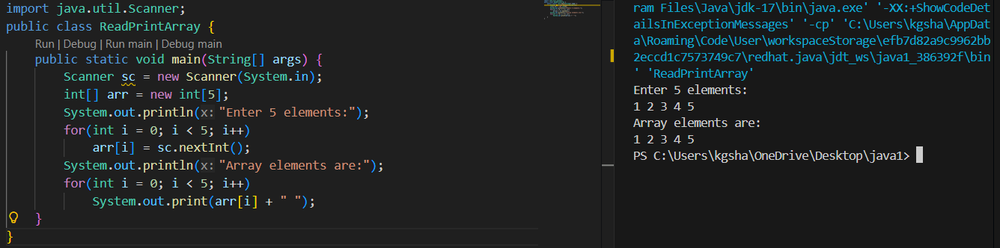 import java.util.Scanner;
public class ReadPrintArray {
Run | Debug | Run main | Debug main
public static void main(String[] args) {
Scanner sc = new Scanner(System.in);
int[] arr = new int[5];
System.out.println(x: "Enter 5 elements:");
for(int i = 0; i < 5; i++)
arr[i] = sc.nextInt();
System.out.println(x: "Array elements are:");
for(int i = 0; i < 5; i++)
System.out.print(arr[i] + " ");
}
}
ram Files\Java\jdk-17\bin\java.exe' '-XX:+ShowCodeDet
ailsInExceptionMessages' '-cp' 'C:\Users\kgsha\AppDat
a\Roaming\Code\User\workspaceStorage\efb7d82a9c9962bb
2eccd1c7573749c7\redhat.java\jdt_ws\java1_386392f\bin
' 'ReadPrintArray'
Enter 5 elements:
1 2 3 4 5
Array elements are:
1 2 3 4 5
PS C:\Users\kgsha\OneDrive\Desktop\java1>